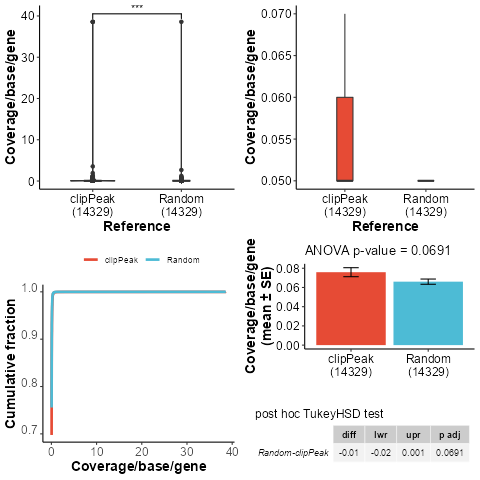 Coverage/base/gene
40
30
20
10
0
***
clipPeak
(14329)
Random
(14329)
Reference
Coverage/base/gene
0.070
0.065
0.060
0.055
0.050
clipPeak
(14329)
Random
(14329)
Reference
clipPeak
Random
Cumulative fraction
1.0
0.9
0.8
0.7
0
10
20
30
40
Coverage/base/gene
ANOVA p-value = 0.0691
Coverage/base/gene
(mean ± SE)
0.08
0.06
0.04
0.02
0.00
clipPeak
(14329)
Random
(14329)
post hoc TukeyHSD test
diff lwr upr p adj
Random-clipPeak -0.01 -0.02 0.001 0.0691